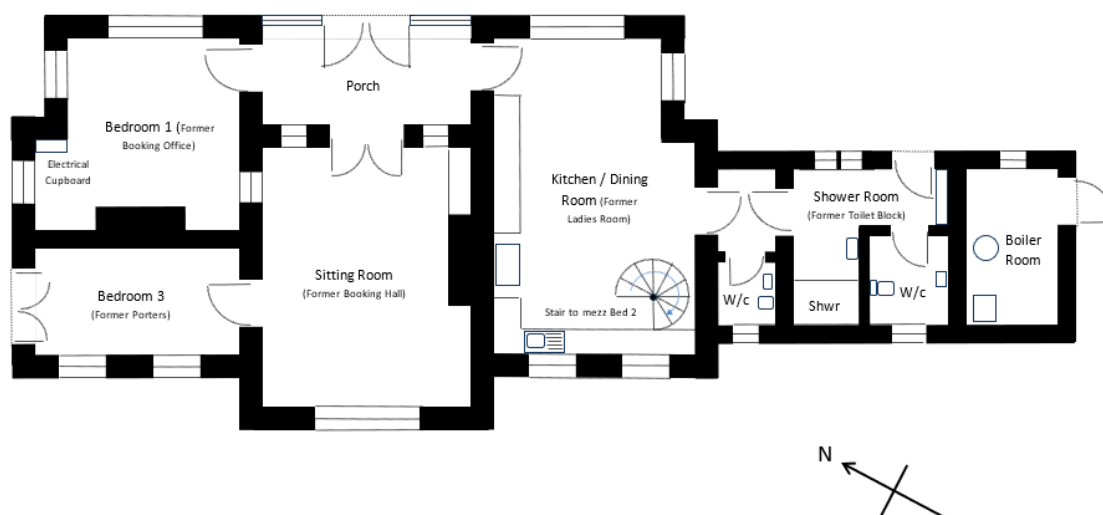 Porch
Bedroom 1 (Former
Booking Office)
Electrical
Cupboard
Kitchen / Dining
Room (Former
Ladies Room)
Shower Room
(Former Toilet Block)
Boiler
Room
Sitting Room
(Former Booking Hall)
Bedroom 3
(Former Porters)
W/c
W/c
Shwr
Stair to mezz Bed 2
N